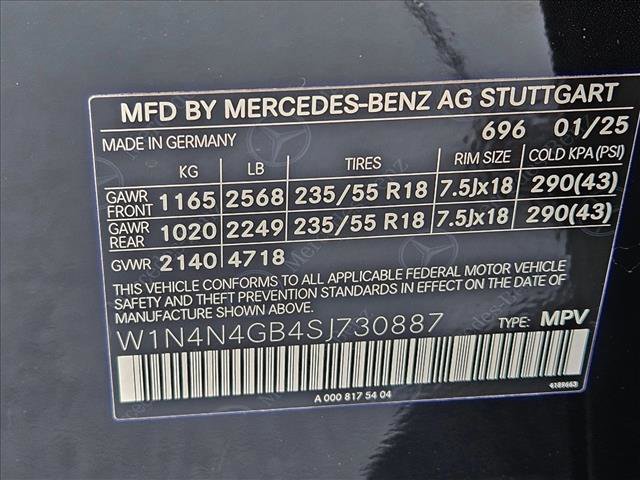 MFD BY MERCEDES-BENZ AG STUTTGART
MADE IN GERMANY 696 01/25
KG LB TIRES RIM SIZE COLD KPA(PSI)
GAWR FRONT 1165 2568 235/55 R18 7.5Jx18 290(43)
GAWR REAR 1020 2249 235/55 R18 7.5Jx18 290(43)
GVWR 2140 4718
THIS VEHICLE CONFORMS TO ALL APPLICABLE FEDERAL MOTOR VEHICLE
SAFETY AND THEFT PREVENTION STANDARDS IN EFFECT ON THE DATE OF
MANUFACTURE SHOWN ABOVE.
W1N4N4GB4SJ730887 TYPE: MPV
A 000 817 54 04